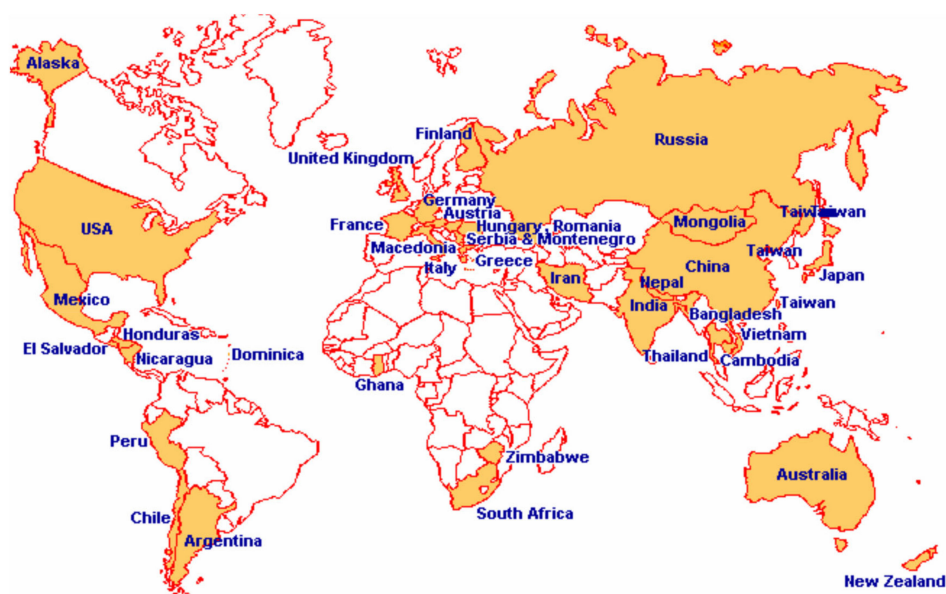 Alaska
Finland
Russia
United Kingdom
Germany
Austria
France
Hungary
Romania
USA
Mongolia
Taiwan
Taiwan
Serbia & Montenegro
Macedonia
Taiwan
Greece
Italy
China
Iran
Nepal
Japan
Mexico
India
Taiwan
Bangladesh
Honduras
Vietnam
El Salvador
Nicaragua
Dominica
Thailand
Cambodia
Ghana
Peru
Zimbabwe
Australia
South Africa
Chile
Argentina
New Zealand